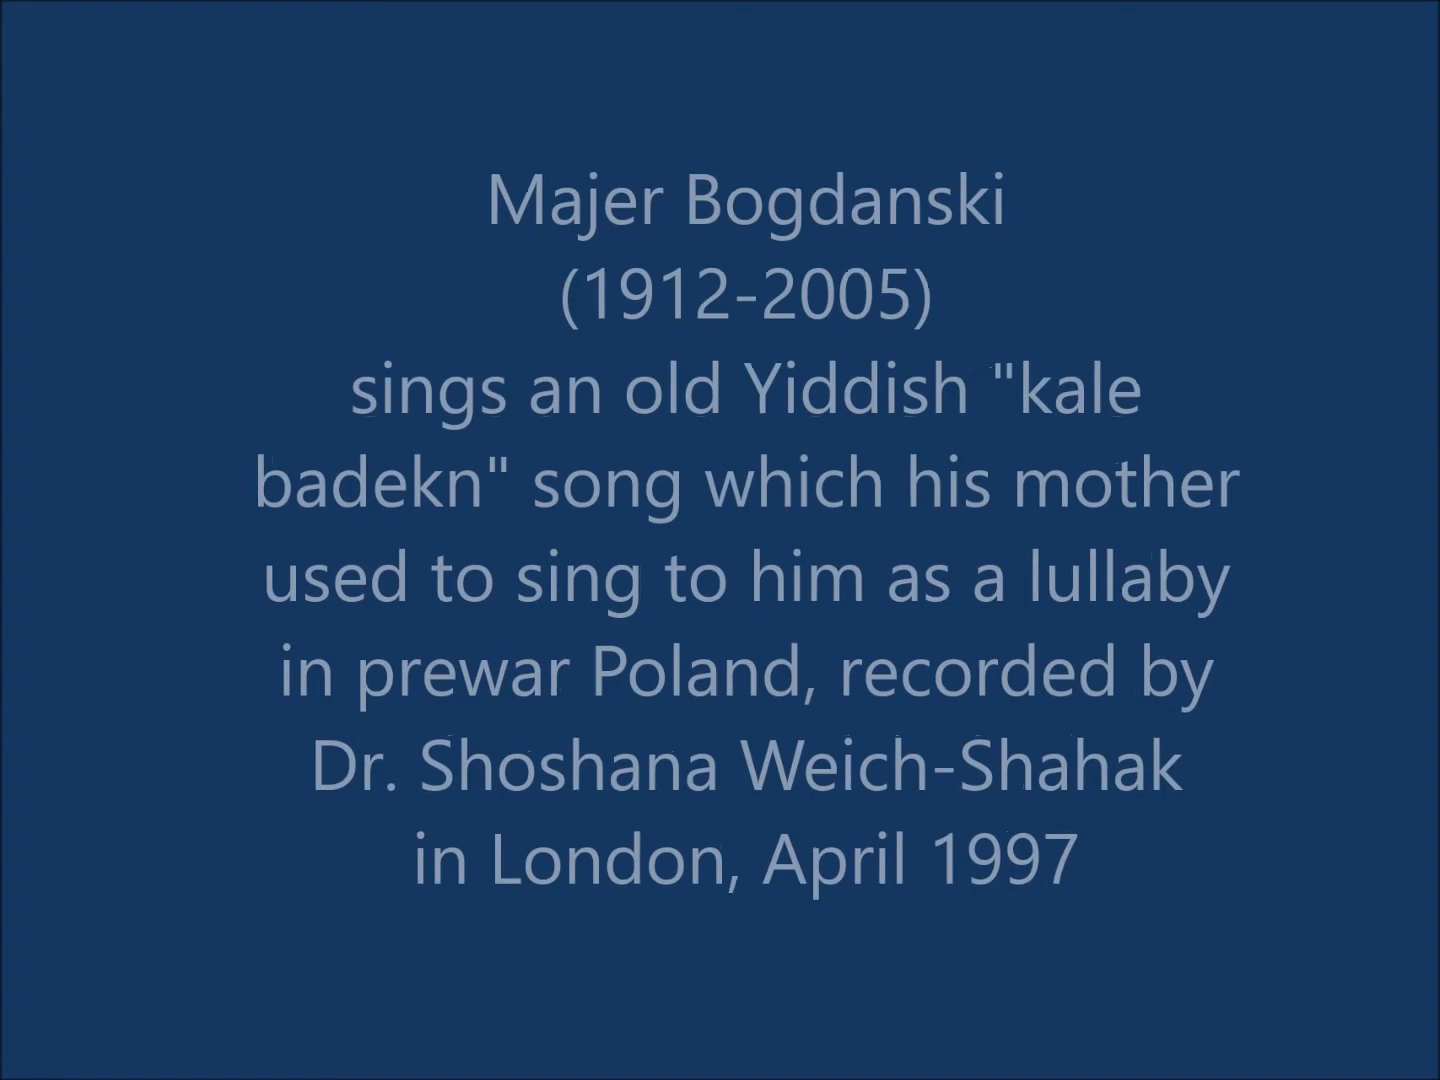 Majer Bogdanski
(1912-2005)
sings an old Yiddish "kale
badekn" song which his mother
used to sing to him as a lullaby
in prewar Poland, recorded by
Dr. Shoshana Weich-Shahak
in London, April 1997